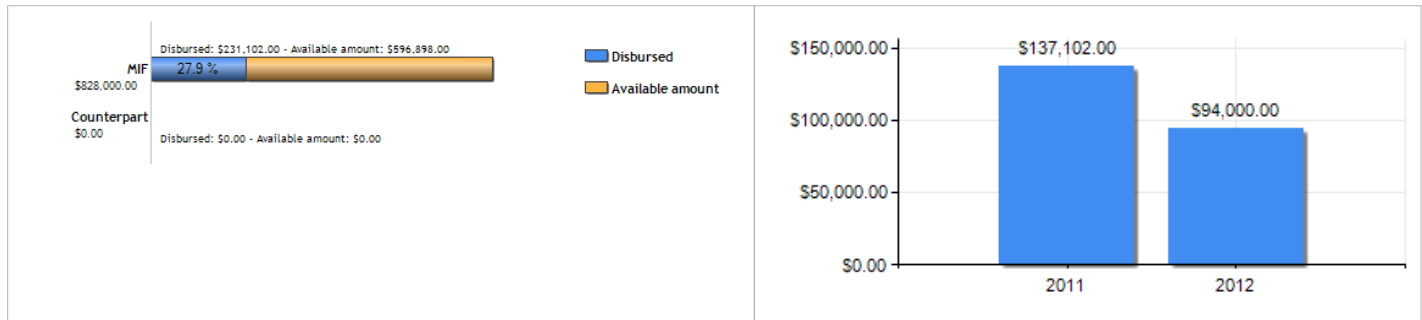 Disbursed: $231,102.00 - Available amount: $596,898.00
MIF
27.9 %
$828,000.00
Counterpart
$0.00
Disbursed: $0.00 - Available amount: $0.00
Disbursed
Available amount
$150,000.00
$137,102.00
$100,000.00
$94,000.00
$50,000.00
$0.00
2011
2012